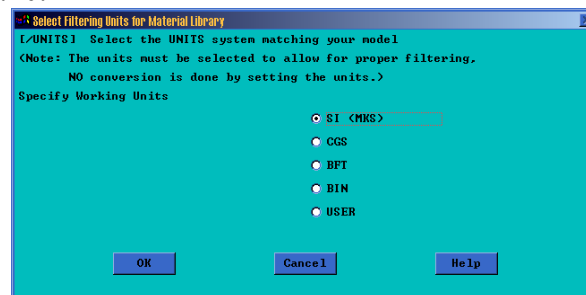 Select Filtering Units for Material Library
[/UNITS] Select the UNITS system matching your model
(Note: The units must be selected to allow for proper filtering,
NO conversion is done by setting the units.)
Specify Working Units
SI (MKS)
CGS
BFT
BIN
USER
OK Cancel Help